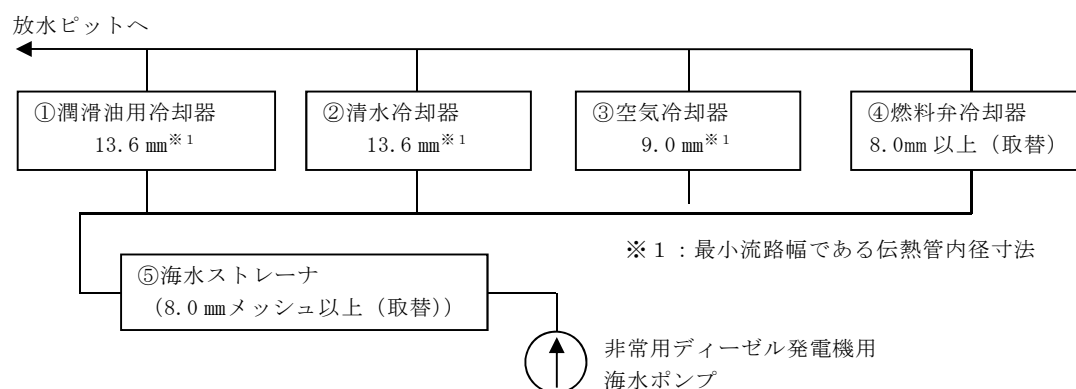 放水ピットへ
①潤滑油用冷却器
13.6 ㎜※1
②清水冷却器
13.6 ㎜※1
③空気冷却器
9.0 ㎜※1
④燃料弁冷却器
8.0mm 以上（取替）
※１：最小流路幅である伝熱管内径寸法
⑤海水ストレーナ
（8.0 ㎜メッシュ以上（取替））
非常用ディーゼル発電機用
海水ポンプ